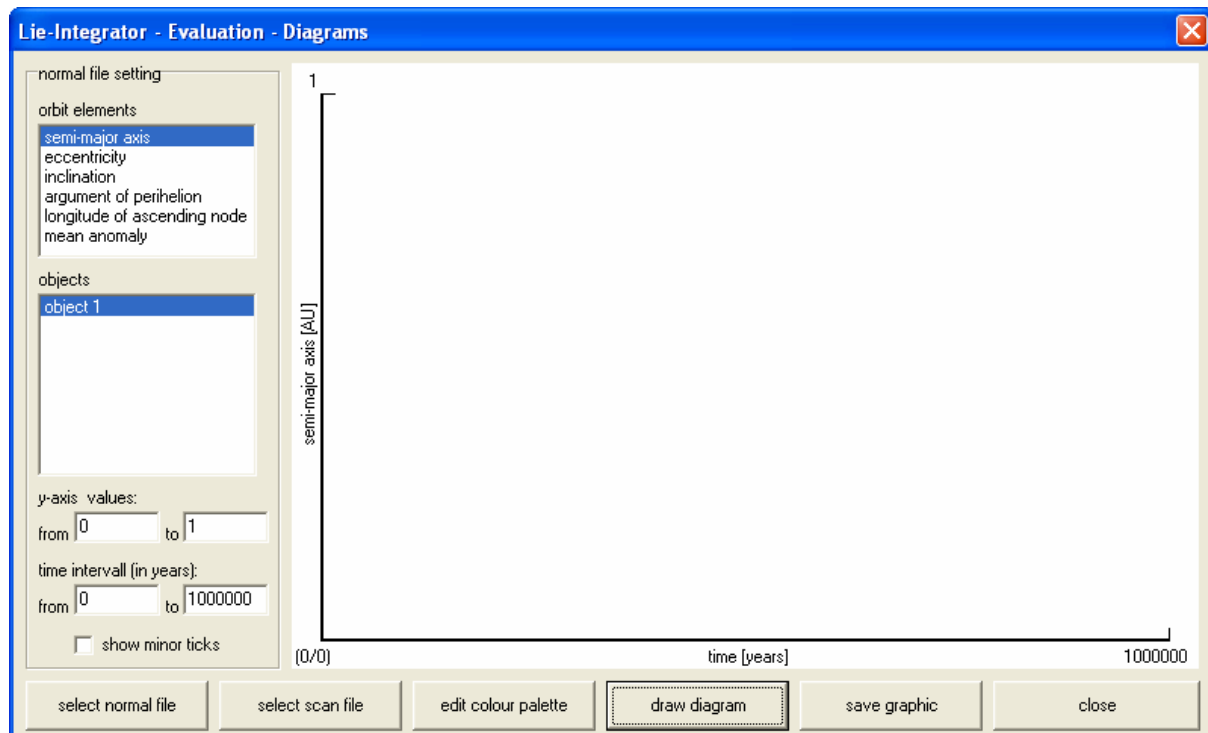 Lie-Integrator - Evaluation - Diagrams
normal file setting
orbit elements
semi-major axis
eccentricity
inclination
argument of perihelion
longitude of ascending node
mean anomaly
objects
object 1
y-axis values:
from 0 to 1
time intervall (in years):
from 0 to 1000000
show minor ticks
1
semi-major axis [AU]
(0/0) time [years] 1000000
select normal file select scan file edit colour palette draw diagram save graphic close